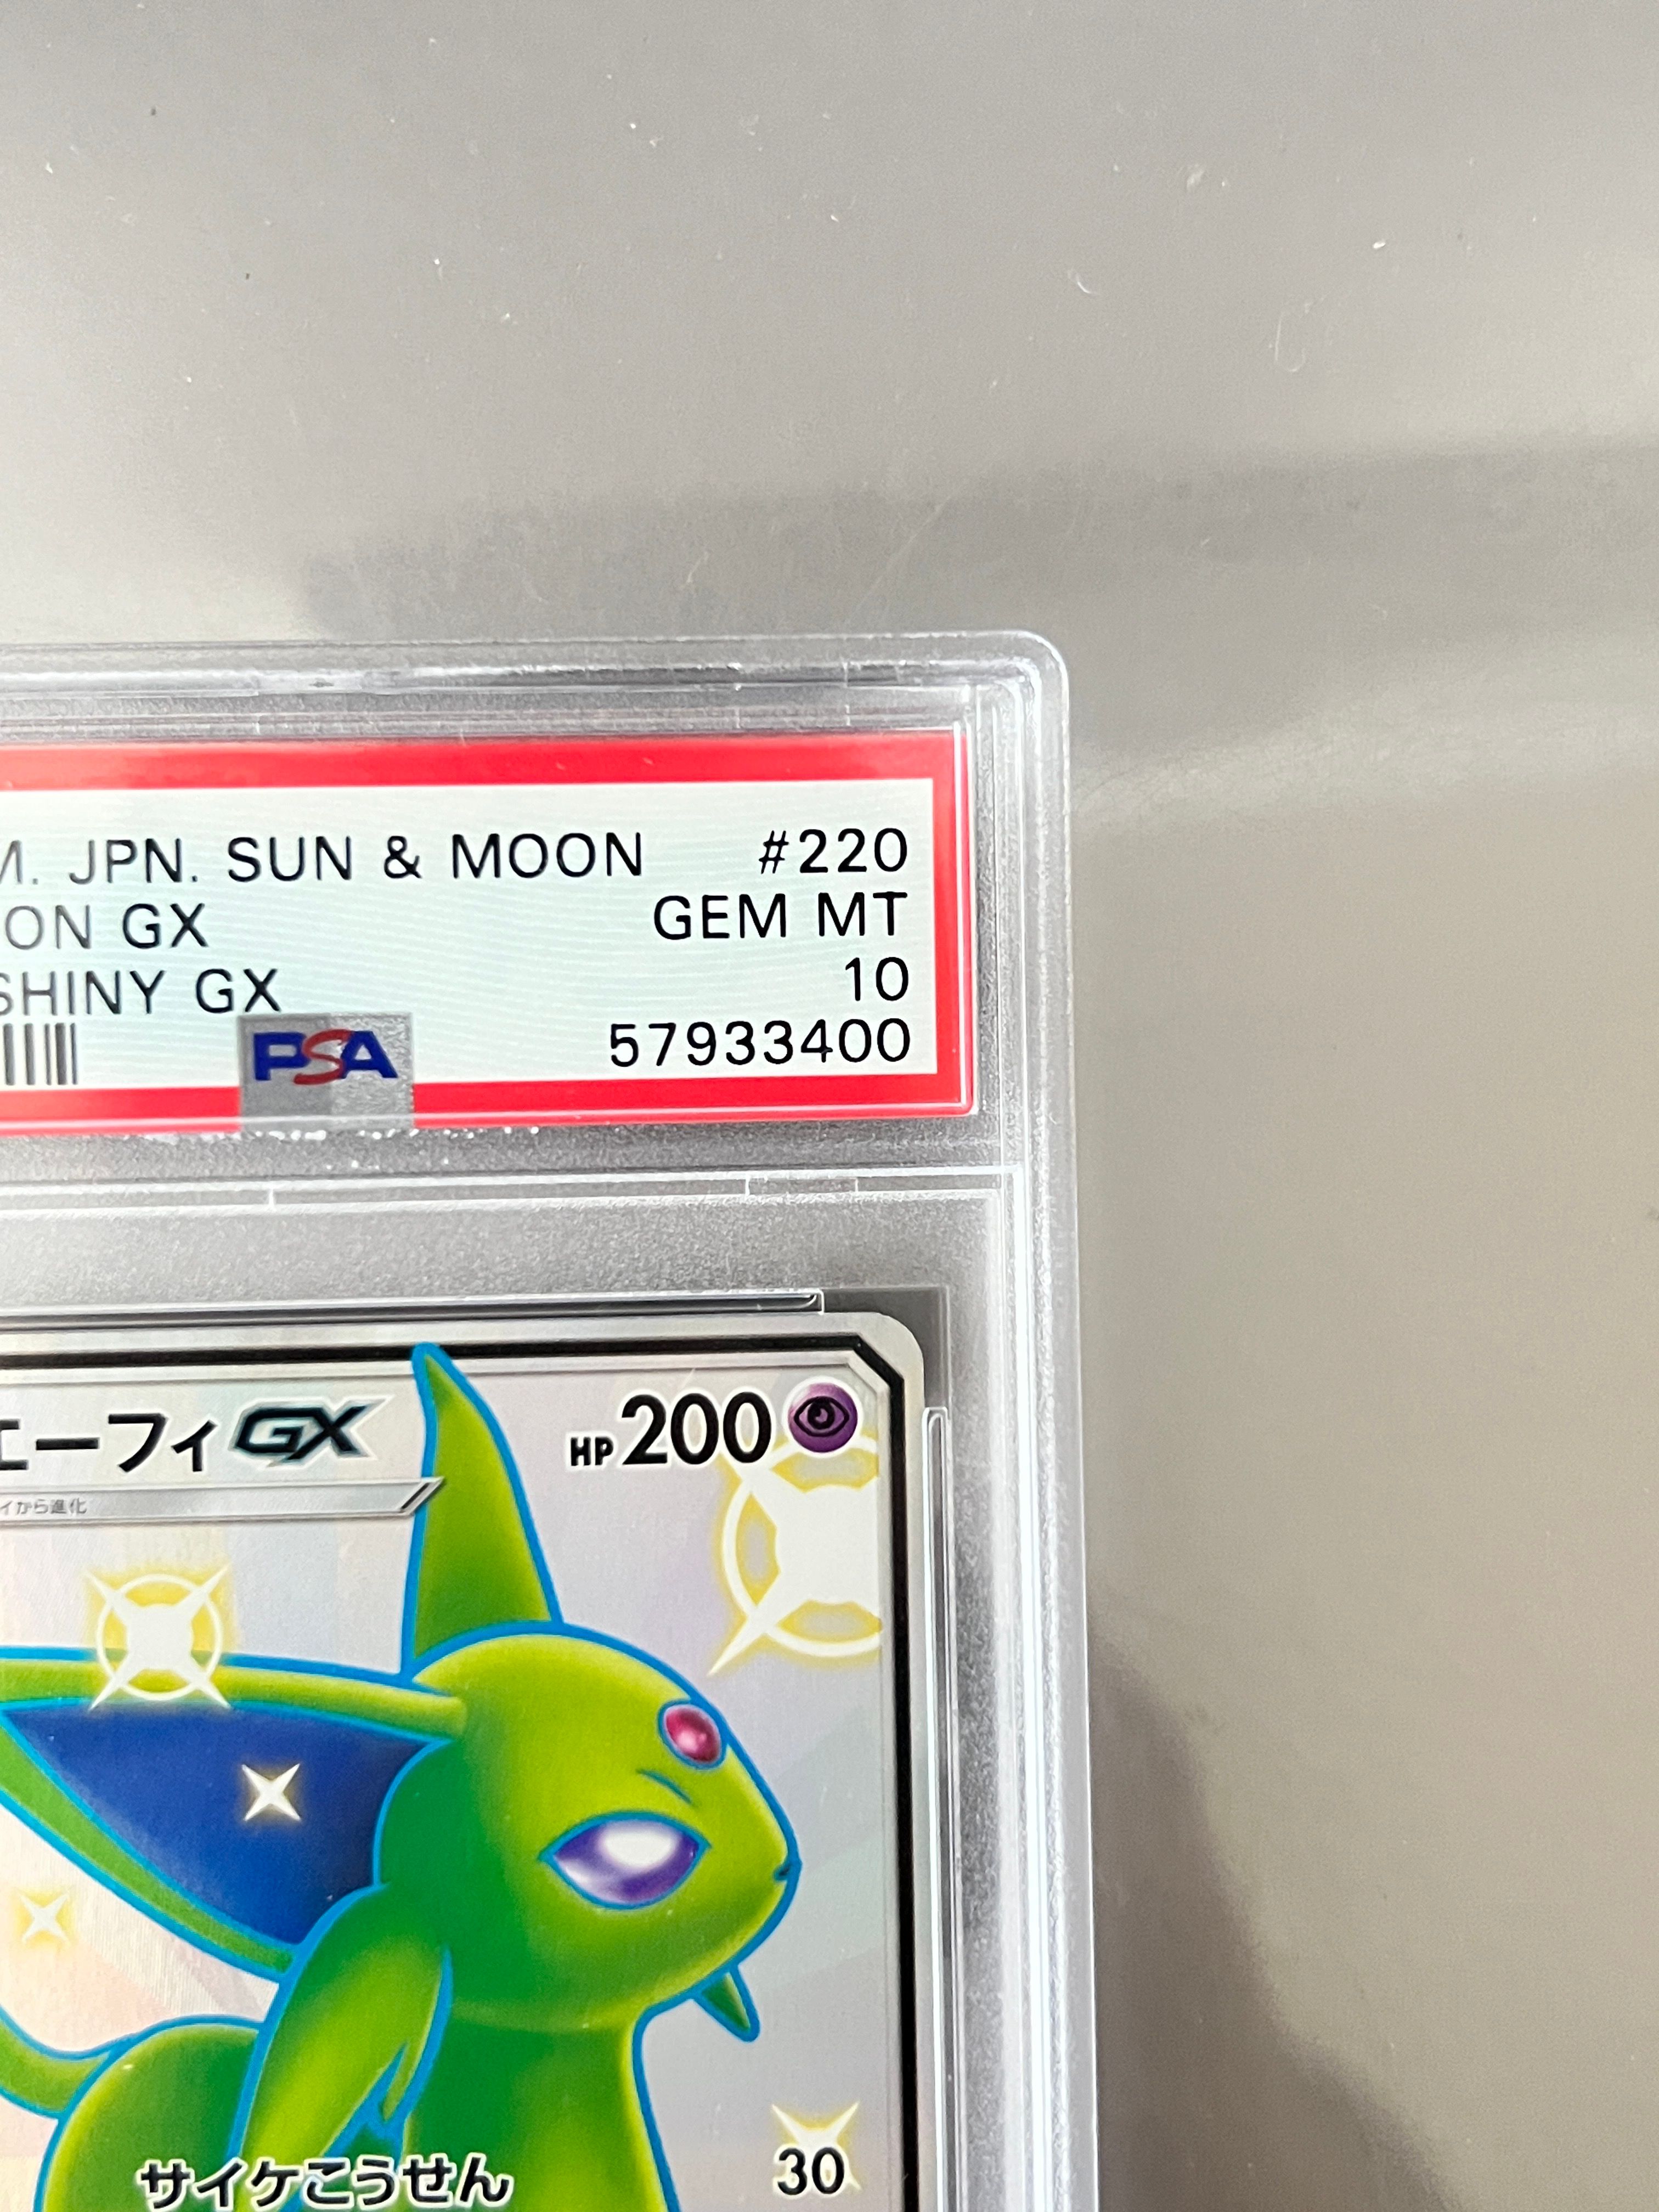 M. JPN. SUN & MOON #220
ON GX GEM MT
SHINY GX 10
PSA 57933400
エーフィGX HP200
イから進化
サイケこうせん 30